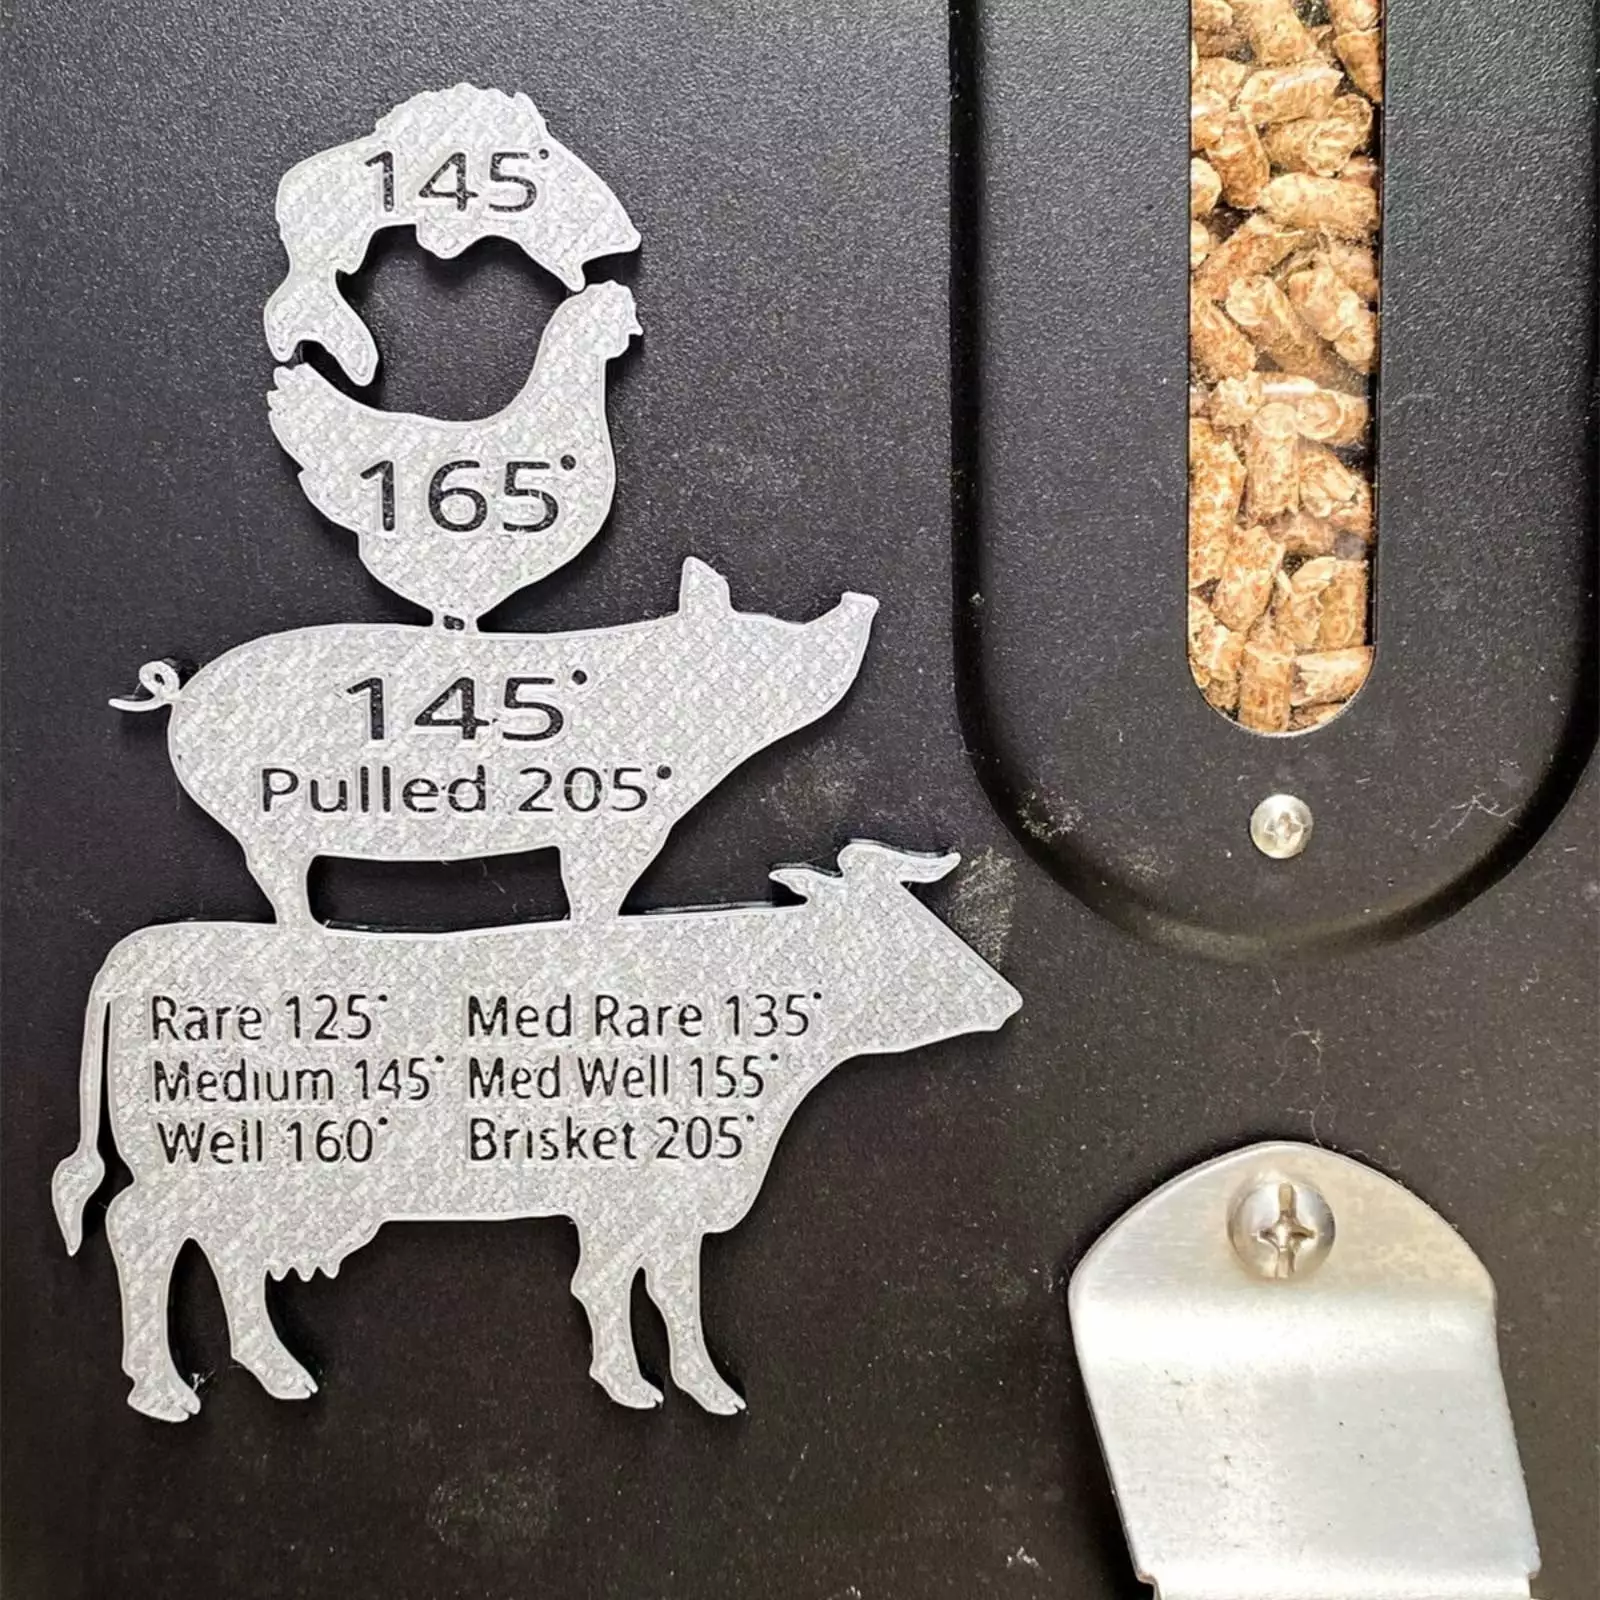 145°
165°
145°
Pulled 205°
Rare 125° Med Rare 135°
Medium 145° Med Well 155°
Well 160° Brisket 205°